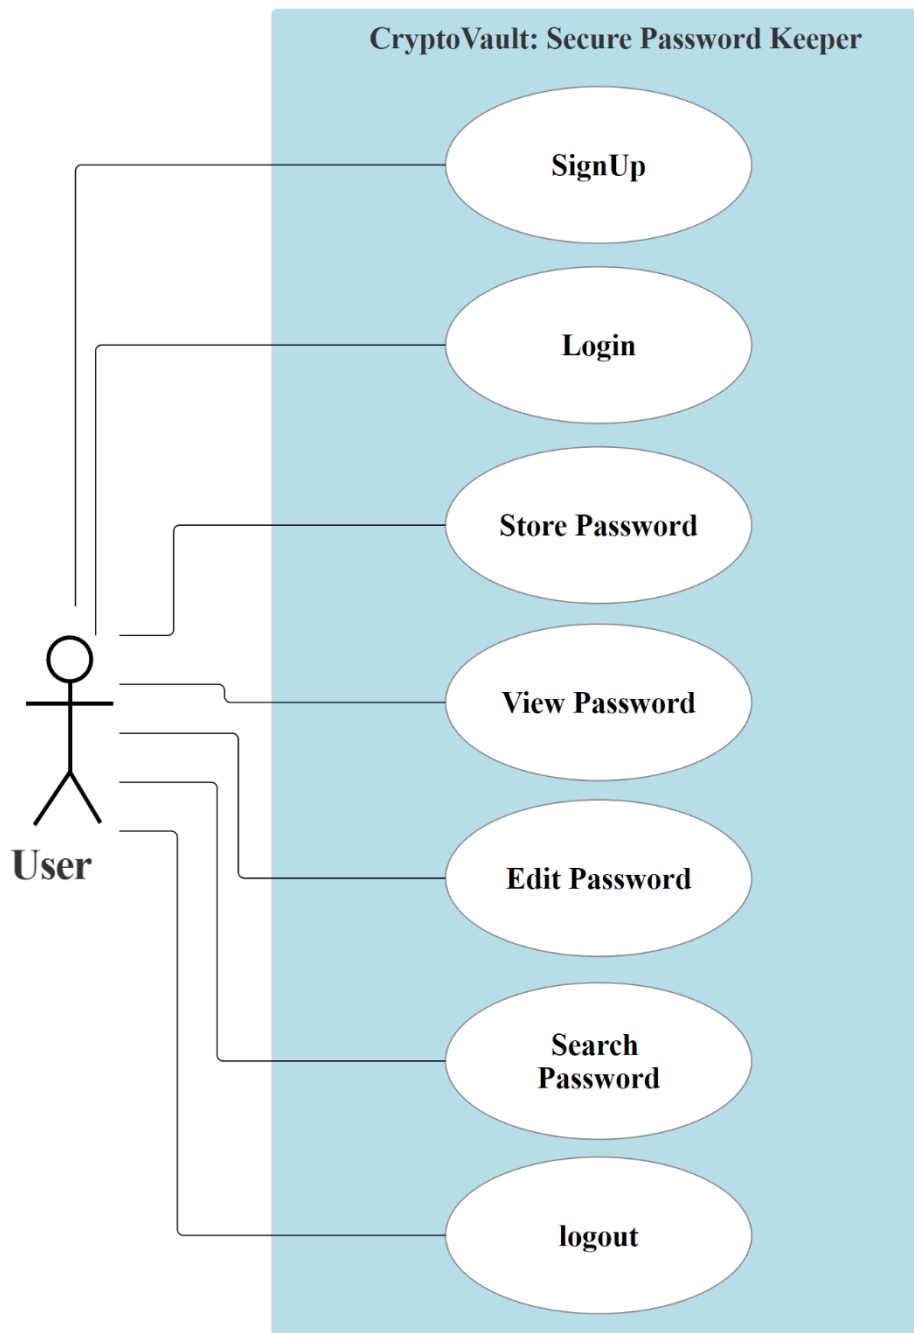 CryptoVault: Secure Password Keeper
SignUp
Login
Store Password
View Password
User
Edit Password
Search
Password
logout